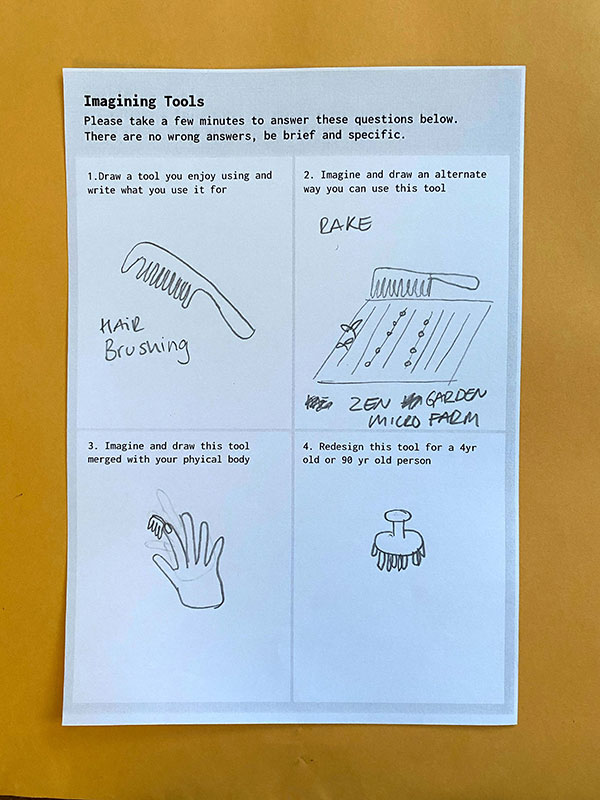 Imagining Tools
Please take a few minutes to answer these questions below.
There are no wrong answers, be brief and specific.
1.Draw a tool you enjoy using and
write what you use it for
HAIR
Brushing
2. Imagine and draw an alternate
way you can use this tool
RAKE
ZEN GARDEN
MICRO FARM
3. Imagine and draw this tool
merged with your phyical body
4. Redesign this tool for a 4yr
old or 90 yr old person